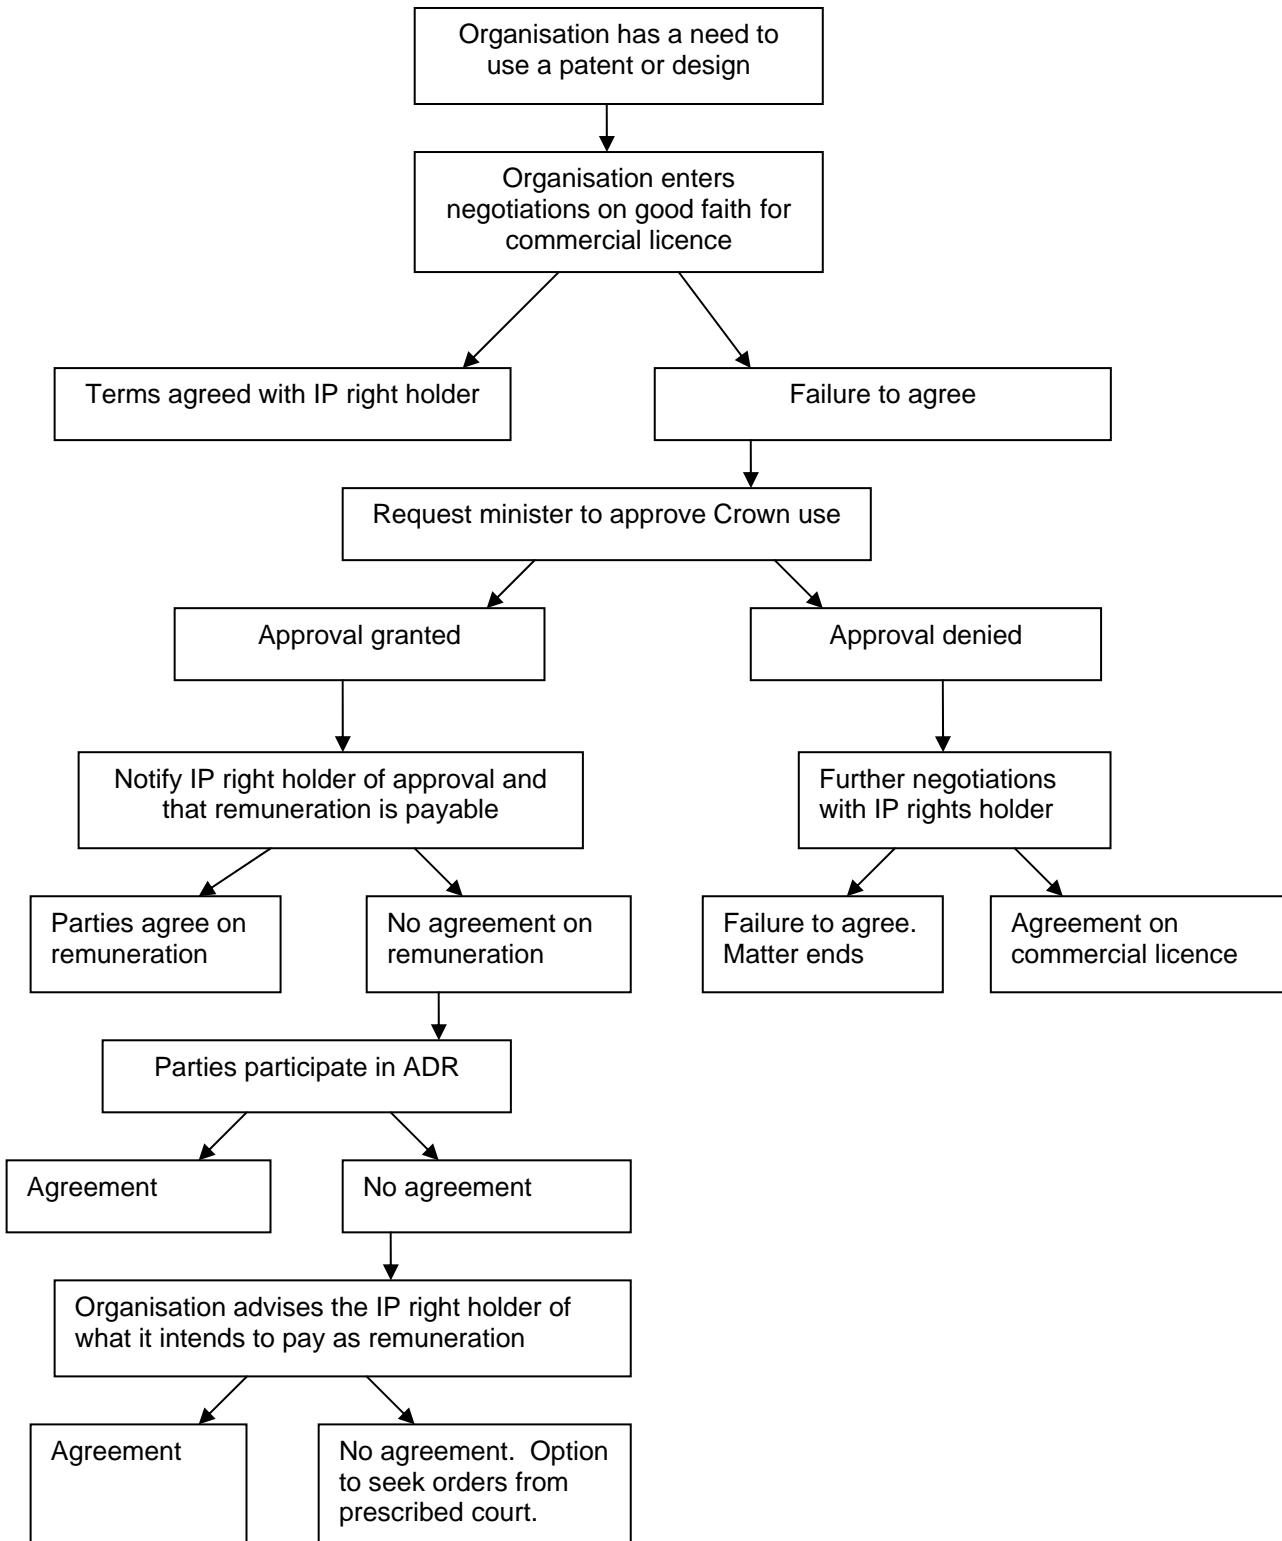 Organisation has a need to
use a patent or design
Organisation enters
negotiations on good faith for
commercial licence
Terms agreed with IP right holder
Failure to agree
Request minister to approve Crown use
Approval granted
Approval denied
Notify IP right holder of approval and
that remuneration is payable
Further negotiations
with IP rights holder
Parties agree on
remuneration
No agreement on
remuneration
Failure to agree.
Matter ends
Agreement on
commercial licence
Parties participate in ADR
Agreement
No agreement
Organisation advises the IP right holder of
what it intends to pay as remuneration
Agreement
No agreement.  Option
to seek orders from
prescribed court.